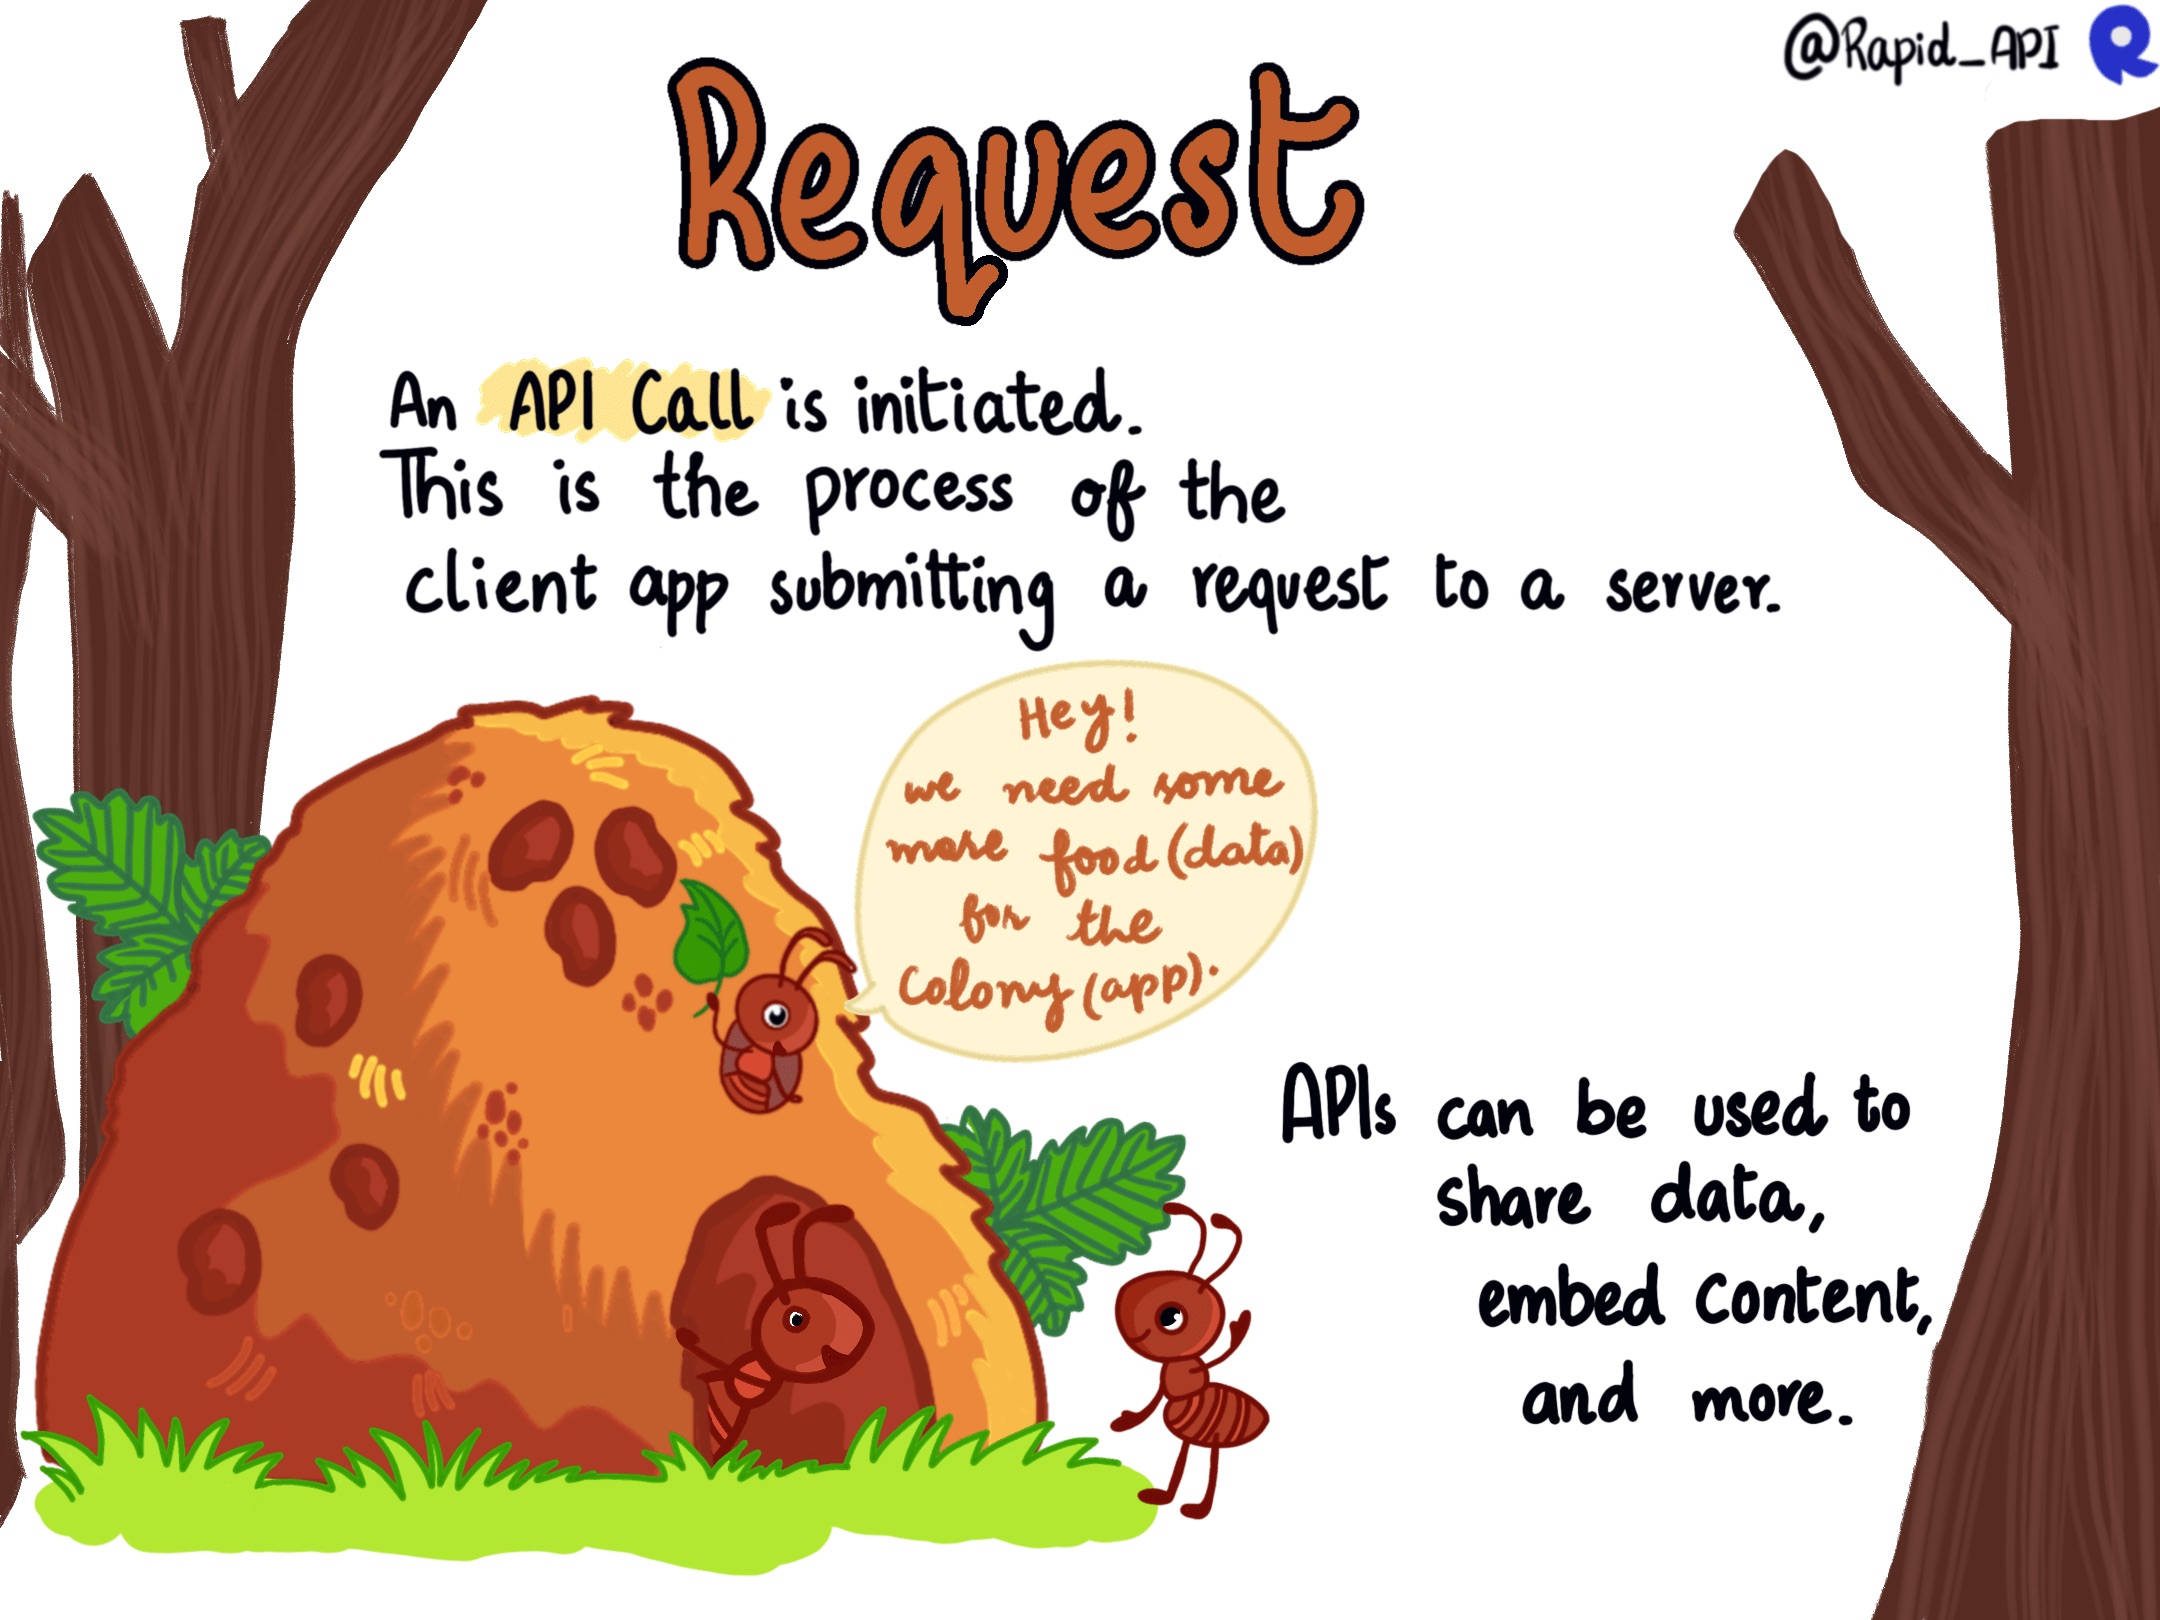 @Rapid_API
Request
An API Call is initiated.
This is the process of the
client app submitting a request to a server.
Hey!
we need some
more food (data)
for the
Colony (app).
APIs can be used to
share data,
embed content,
and more.